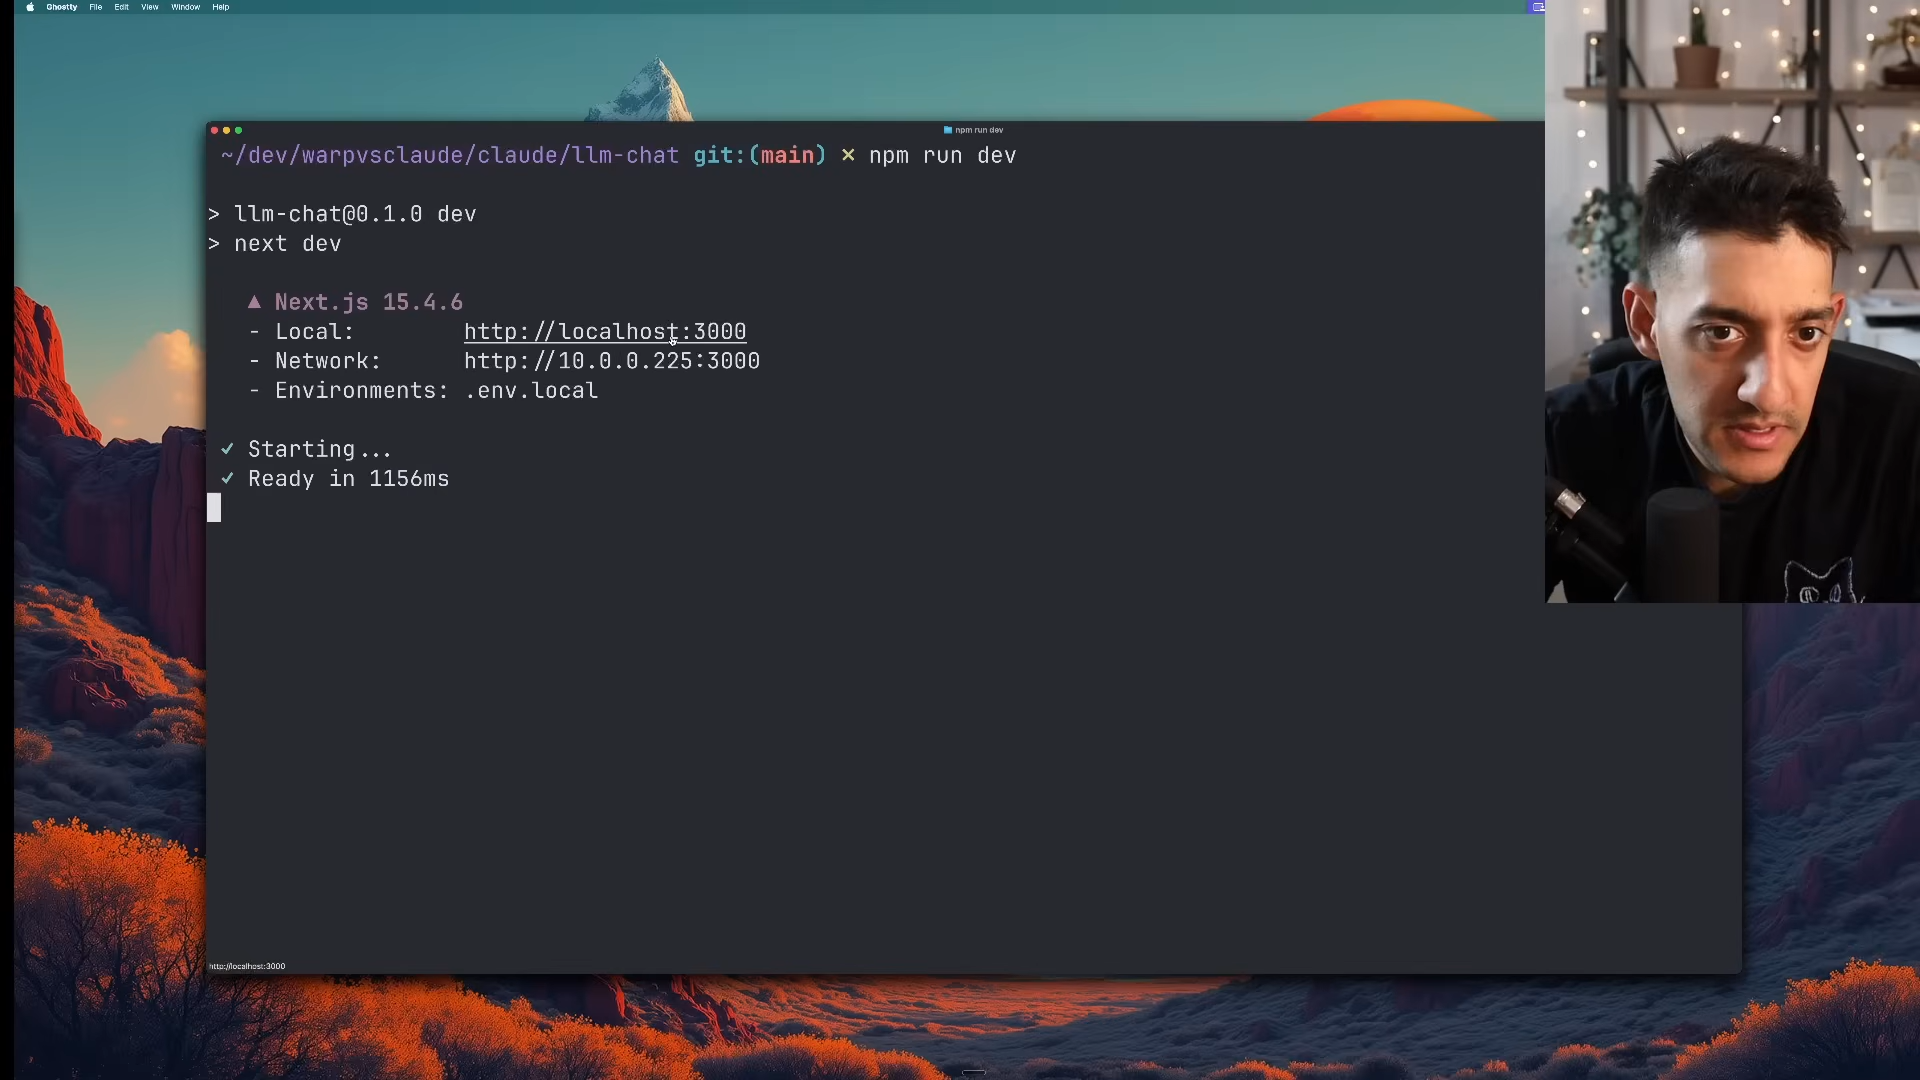 Ghostty File Edit View Window Help
npm run dev
~/dev/warpvsclaude/claude/llm-chat git:(main) × npm run dev
> llm-chat@0.1.0 dev
> next dev
▲ Next.js 15.4.6
- Local: http://localhost:3000
- Network: http://10.0.0.225:3000
- Environments: .env.local
✓ Starting...
✓ Ready in 1156ms
http://localhost:3000